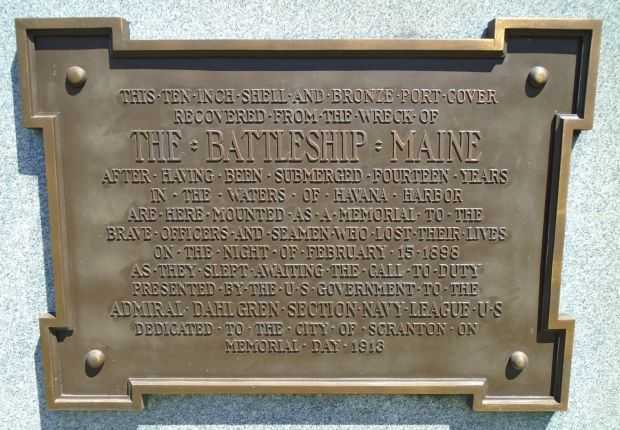 THIS·TEN·INCH·SHELL·AND·BRONZE·PORT·COVER
RECOVERED·FROM·THE·WRECK·OF
THE·BATTLESHIP·MAINE
AFTER·HAVING·BEEN·SUBMERGED·FOURTEEN·YEARS
IN·THE·WATERS·OF·HAVANA·HARBOR
ARE·HERE·MOUNTED·AS·A·MEMORIAL·TO·THE
BRAVE·OFFICERS·AND·SEAMEN·WHO·LOST·THEIR·LIVES
ON·THE·NIGHT·OF·FEBRUARY·15·1898
AS·THEY·SLEPT·AWAITING·THE·CALL·TO·DUTY
PRESENTED·BY·THE·U·S·GOVERNMENT·TO·THE
ADMIRAL·DAHLGREN·SECTION·NAVY·LEAGUE·U·S
DEDICATED·TO·THE·CITY·OF·SCRANTON·ON
MEMORIAL·DAY·1913